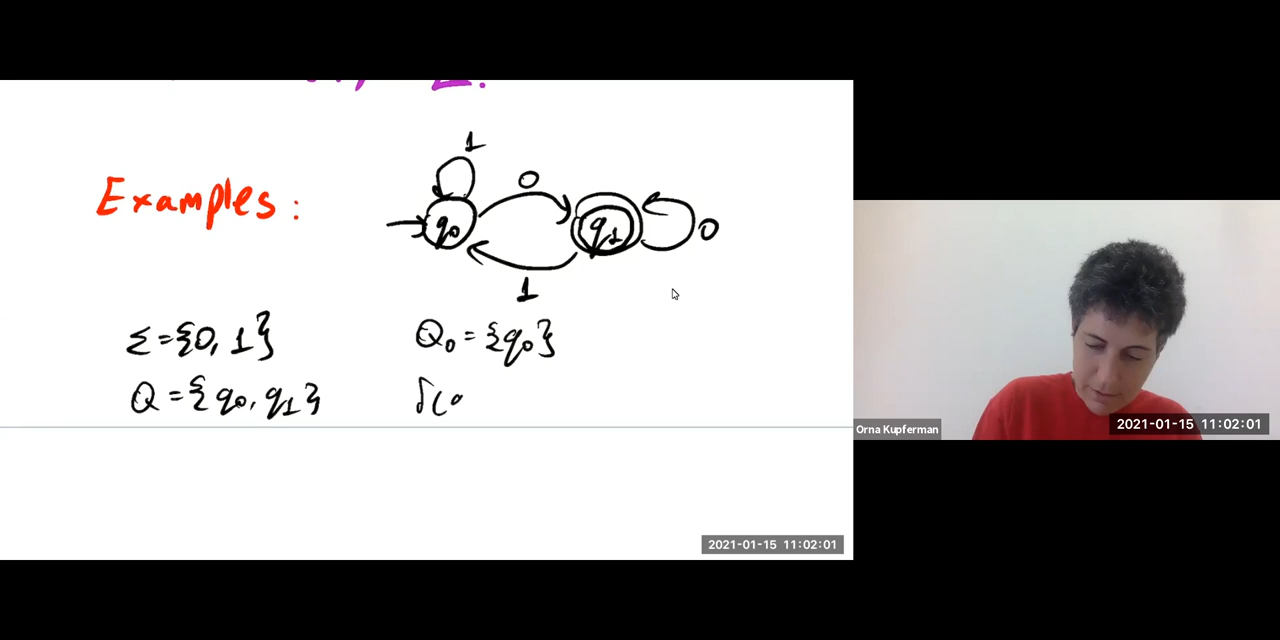 Examples:
1
0
q₀
q₁
0
1
Σ={0,1}
Q₀={q₀}
Q={q₀,q₁}
δ(
Orna Kupferman
2021-01-15 11:02:01
2021-01-15 11:02:01